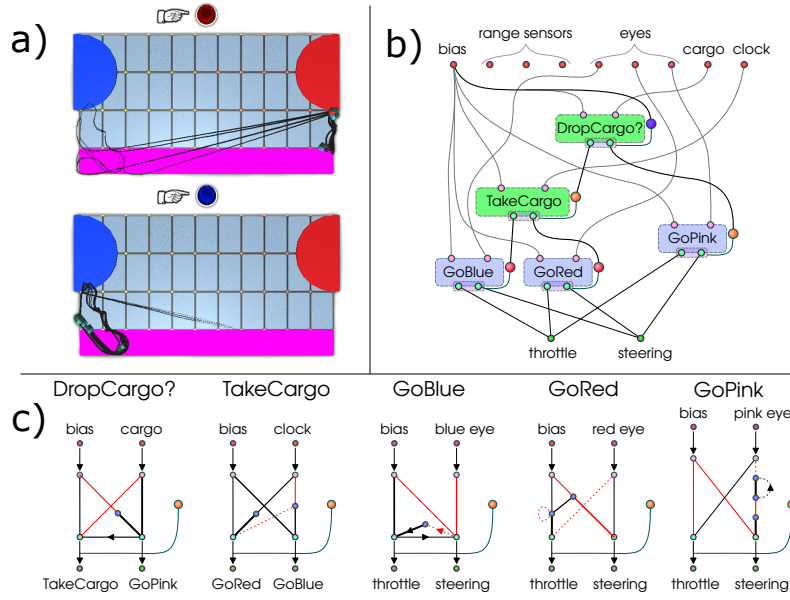 a)
b)
bias range sensors eyes cargo clock
DropCargo?
TakeCargo
GoPink
GoBlue GoRed
throttle steering
c)
DropCargo? TakeCargo GoBlue GoRed GoPink
bias cargo bias clock bias blue eye bias red eye bias pink eye
TakeCargo GoPink GoRed GoBlue throttle steering throttle steering throttle steering